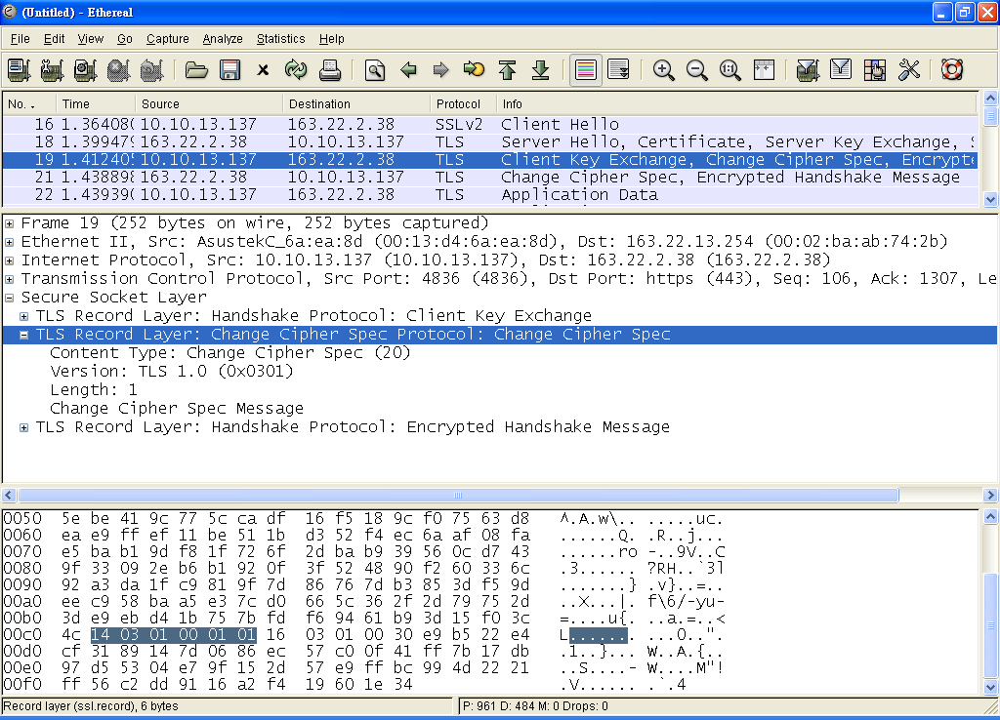 (Untitled) - Ethereal
File Edit View Go Capture Analyze Statistics Help
No. . Time Source Destination Protocol Info
16 1.36408( 10.10.13.137 163.22.2.38 SSLv2 Client Hello
18 1.39947 163.22.2.38 10.10.13.137 TLS Server Hello, Certificate, Server Key Exchange, S
19 1.41240 10.10.13.137 163.22.2.38 TLS Client Key Exchange, Change Cipher Spec, Encrypte
21 1.43889 163.22.2.38 10.10.13.137 TLS Change Cipher Spec, Encrypted Handshake Message
22 1.43939( 10.10.13.137 163.22.2.38 TLS Application Data
Frame 19 (252 bytes on wire, 252 bytes captured)
Ethernet II, Src: AsustekC_6a:ea:8d (00:13:d4:6a:ea:8d), Dst: 163.22.13.254 (00:02:ba:ab:74:2b)
Internet Protocol, Src: 10.10.13.137 (10.10.13.137), Dst: 163.22.2.38 (163.22.2.38)
Transmission Control Protocol, Src Port: 4836 (4836), Dst Port: https (443), Seq: 106, Ack: 1307, Le
Secure Socket Layer
TLS Record Layer: Handshake Protocol: Client Key Exchange
TLS Record Layer: Change Cipher Spec Protocol: Change Cipher Spec
Content Type: Change Cipher Spec (20)
Version: TLS 1.0 (0x0301)
Length: 1
Change Cipher Spec Message
TLS Record Layer: Handshake Protocol: Encrypted Handshake Message
0050 5e be 41 9c 77 5c ca df 16 f5 18 9c f0 75 63 d8 ^.A.w\.. .....uc.
0060 ea e9 ff ef 11 be 51 1b d3 52 f4 ec 6a af 08 fa ......Q. .R..j...
0070 e5 ba b1 9d f8 1f 72 6f 2d ba b9 39 56 0c d7 43 ......ro -..9V..C
0080 9f 33 09 2e b6 b1 92 0f 3f 52 48 90 f2 60 33 6c .3...... ?RH..`3l
0090 92 a3 da 1f c9 81 9f 7d 86 76 7d b3 85 3d f5 9d .......} .v}..=..
00a0 ee c9 58 ba a5 e3 7c d0 66 5c 36 2f 2d 79 75 2d ..X...|. f\6/-yu-
00b0 3d e9 eb d4 1b 75 7b fd f6 94 61 b9 3d 15 f0 3c =....u{. ..a.=..<
00c0 4c 14 03 01 00 01 01 16 03 01 00 30 e9 b5 22 e4 L....... ...0..".
00d0 cf 31 89 14 7d 06 86 ec 57 c0 0f 41 ff 7b 17 db .1..}... W..A.{..
00e0 97 d5 53 04 e7 9f 15 2d 57 e9 ff bc 99 4d 22 21 ..S....- W....M"!
00f0 ff 56 c2 dd 91 16 a2 f4 19 60 1e 34 .V...... .`.4
Record layer (ssl.record), 6 bytes P: 961 D: 484 M: 0 Drops: 0